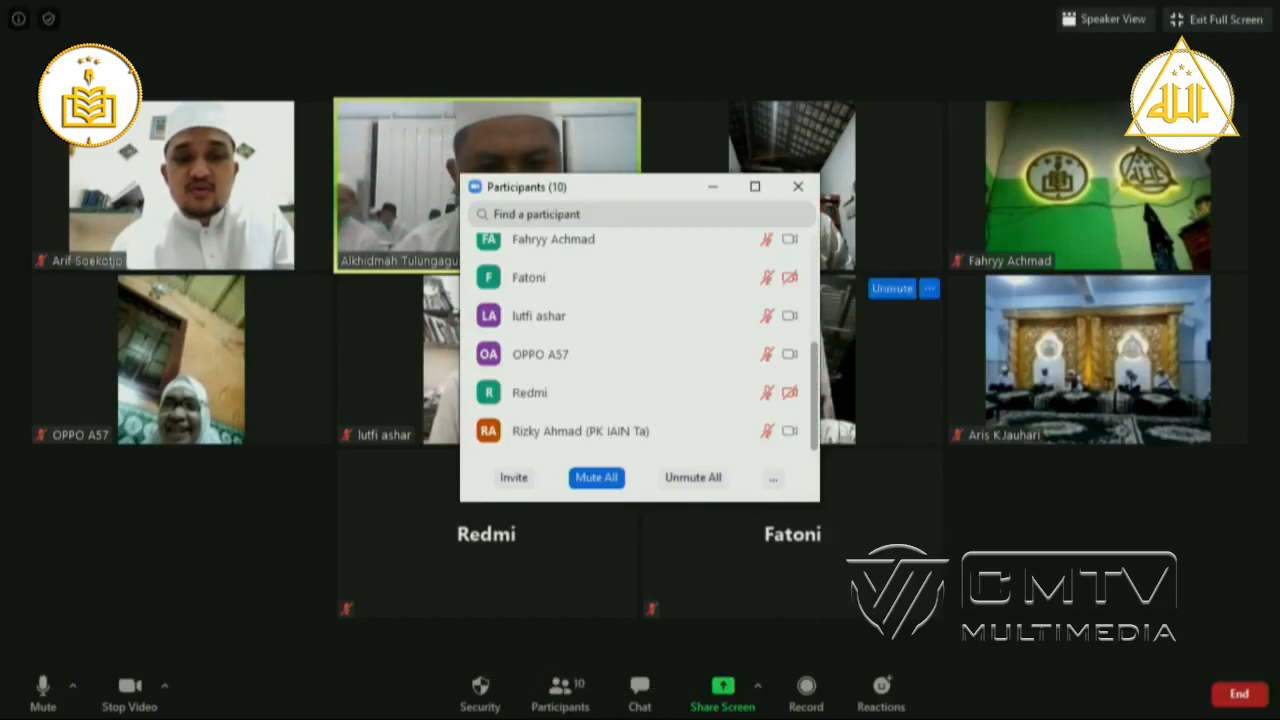 Speaker View
Exit Full Screen
Arif Soekotjo
Alkhidmah Tulungagu
Fahryy Achmad
Participants (10)
Find a participant
FA Fahryy Achmad
F Fatoni
LA lutfi ashar
OA OPPO A57
R Redmi
RA Rizky Ahmad (PK IAIN Ta)
Invite
Mute All
Unmute All
...
Unmute
...
OPPO A57
lutfi ashar
Aris KJauhari
Redmi
Fatoni
CMTV
MULTIMEDIA
Mute
Stop Video
Security
10
Participants
Chat
Share Screen
Record
Reactions
End